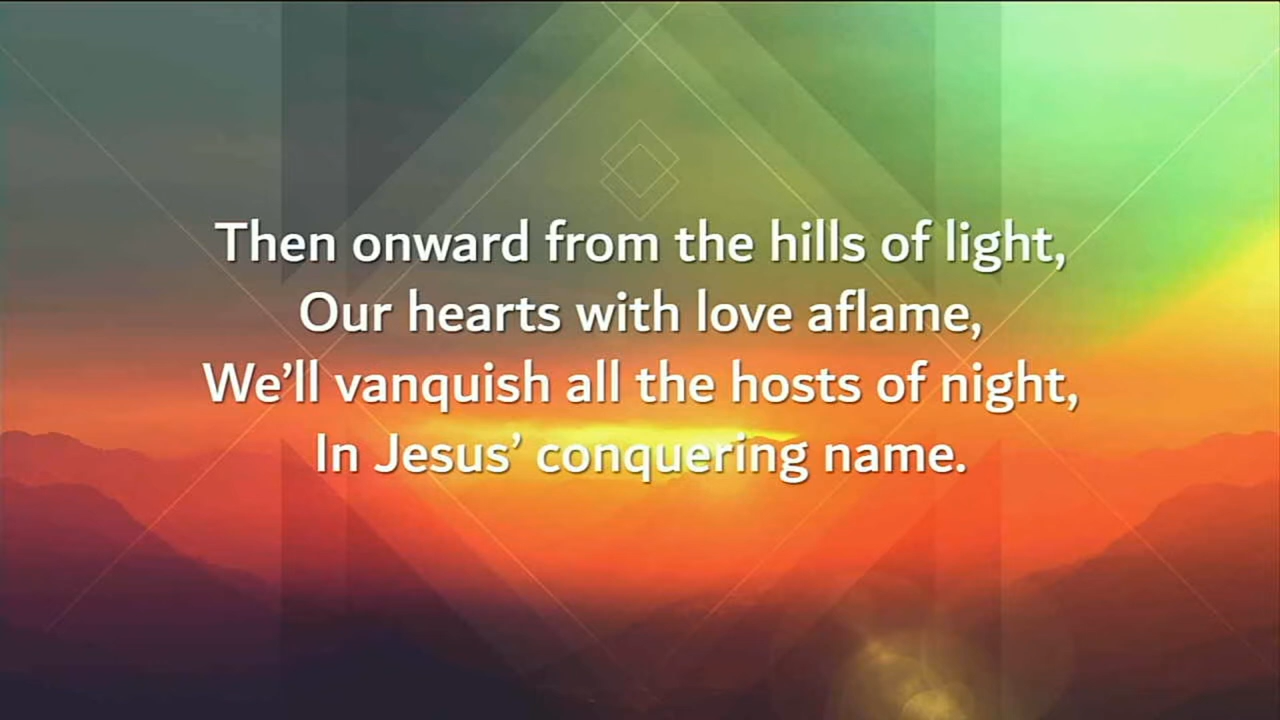 Then onward from the hills of light,
Our hearts with love aflame,
We’ll vanquish all the hosts of night,
In Jesus’ conquering name.